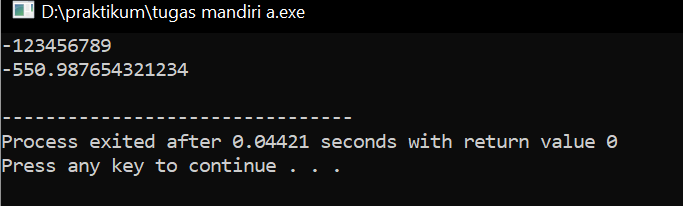 D:\praktikum\tugas mandiri a.exe
-123456789
-550.987654321234
--------------------------------
Process exited after 0.04421 seconds with return value 0
Press any key to continue . . .